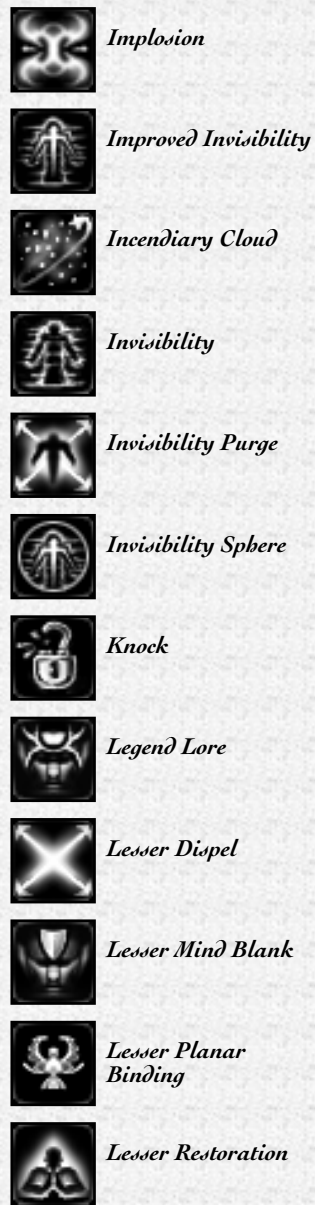 Implosion
Improved Invisibility
Incendiary Cloud
Invisibility
Invisibility Purge
Invisibility Sphere
Knock
Legend Lore
Lesser Dispel
Lesser Mind Blank
Lesser Planar
Binding
Lesser Restoration